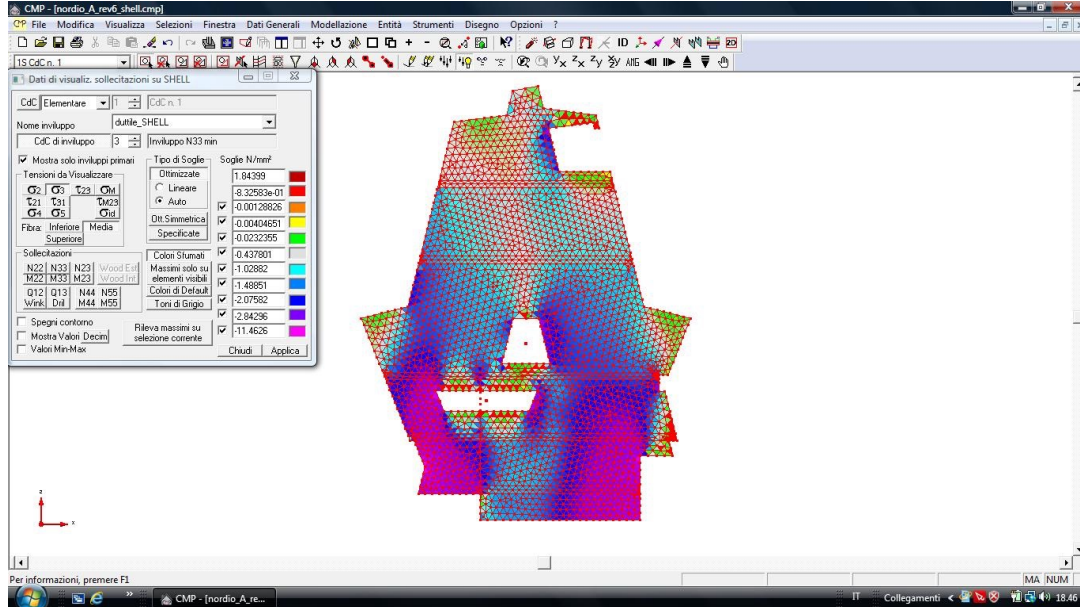 CMP - [nordio_A_rev6_shell.cmp]
File Modifica Visualizza Selezioni Finestra Dati Generali Modellazione Entità Strumenti Disegno Opzioni ?
1S CdC n. 1
Dati di visualiz. sollecitazioni su SHELL
CdC Elementare 1 CdC n. 1
Nome inviluppo duttile_SHELL
CdC di inviluppo 3 Inviluppo N33 min
Mostra solo inviluppi primari
Tensioni da Visualizzare
σ2 σ3 τ23 σM
τ21 τ31 τM23
σ4 σ5 σid
Fibra: Inferiore Media
Superiore
Sollecitazioni
N22 N33 N23 Wood Est
M22 M33 M23 Wood Int
Q12 Q13 N44 N55
Wink Dril M44 M55
Spegni contorno
Mostra Valori Decim
Valori Min-Max
Tipo di Soglie
Ottimizzate
Lineare
Auto
Ott.Simmetrica
Specificate
Colori Sfumati
Massimi solo su elementi visibili
Colori di Default
Toni di Grigio
Rileva massimi su selezione corrente
Soglie N/mm²
1.84399
-8.32583e-01
-0.00128826
-0.00404651
-0.0232355
-0.437801
-1.02882
-1.48851
-2.07582
-2.84296
-11.4626
Chiudi Applica
z
x
Per informazioni, premere F1
MA NUM
CMP - [nordio_A_re...
IT Collegamenti 18.46